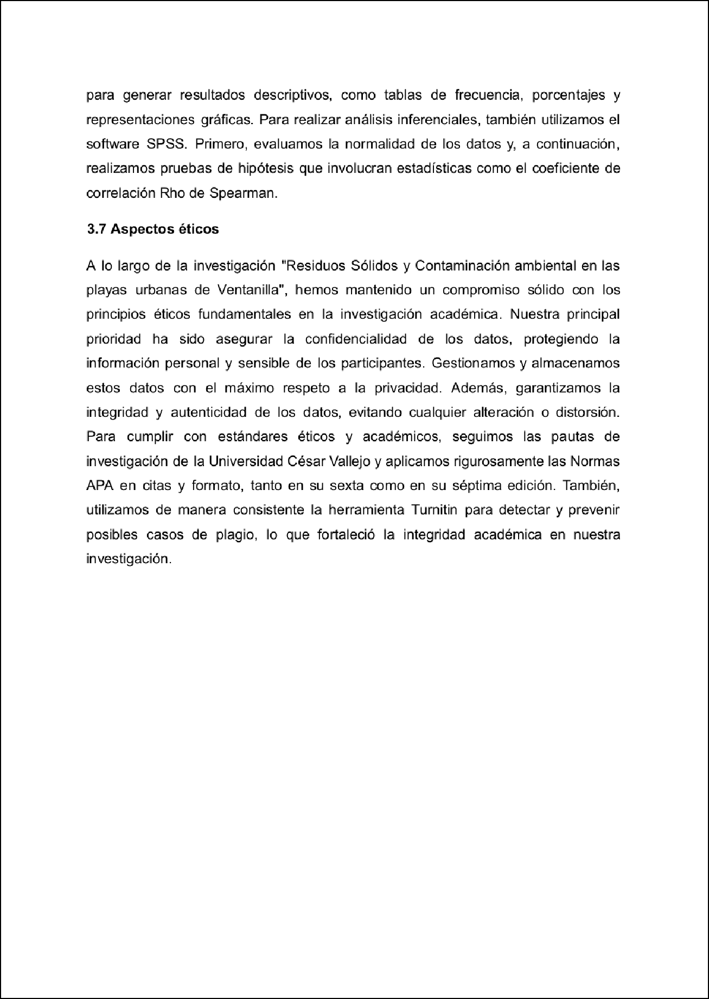 para generar resultados descriptivos, como tablas de frecuencia, porcentajes y
representaciones gráficas. Para realizar análisis inferenciales, también utilizamos el
software SPSS. Primero, evaluamos la normalidad de los datos y, a continuación,
realizamos pruebas de hipótesis que involucran estadísticas como el coeficiente de
correlación Rho de Spearman.
3.7 Aspectos éticos
A lo largo de la investigación "Residuos Sólidos y Contaminación ambiental en las
playas urbanas de Ventanilla", hemos mantenido un compromiso sólido con los
principios éticos fundamentales en la investigación académica. Nuestra principal
prioridad ha sido asegurar la confidencialidad de los datos, protegiendo la
información personal y sensible de los participantes. Gestionamos y almacenamos
estos datos con el máximo respeto a la privacidad. Además, garantizamos la
integridad y autenticidad de los datos, evitando cualquier alteración o distorsión.
Para cumplir con estándares éticos y académicos, seguimos las pautas de
investigación de la Universidad César Vallejo y aplicamos rigurosamente las Normas
APA en citas y formato, tanto en su sexta como en su séptima edición. También,
utilizamos de manera consistente la herramienta Turnitin para detectar y prevenir
posibles casos de plagio, lo que fortaleció la integridad académica en nuestra
investigación.